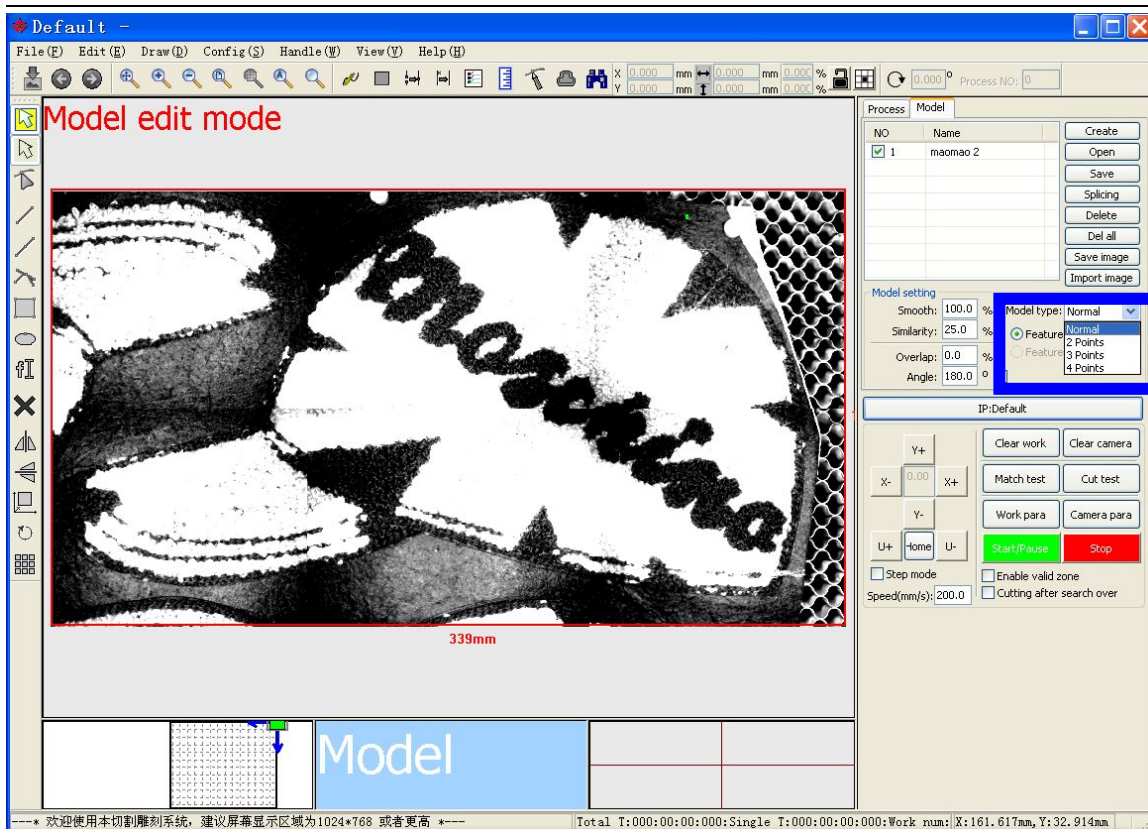 Default -
File(F) Edit(E) Draw(D) Config(S) Handle(W) View(V) Help(H)
X 0.000 mm 0.000 mm 0.000 %
Y 0.000 mm 0.000 mm 0.000 %
0.000 ° Process NO: 0
Model edit mode
Process Model
NO Name
1 maomao 2
Create
Open
Save
Splicing
Delete
Del all
Save image
Import image
Model setting
Smooth: 100.0 %
Similarity: 25.0 %
Overlap: 0.0 %
Angle: 180.0 °
Model type: Normal
Feature
Feature
Normal
2 Points
3 Points
4 Points
IP:Default
Y+
X- 0.00 X+
Y-
U+ Home U-
Step mode
Speed(mm/s): 200.0
Clear work Clear camera
Match test Cut test
Work para Camera para
Start/Pause Stop
Enable valid zone
Cutting after search over
339mm
Model
---* 欢迎使用本切割雕刻系统，建议屏幕显示区域为1024*768 或者更高 *---
Total T:000:00:00:000:Single T:000:00:00:000:Work num: X:161.617mm,Y:32.914mm